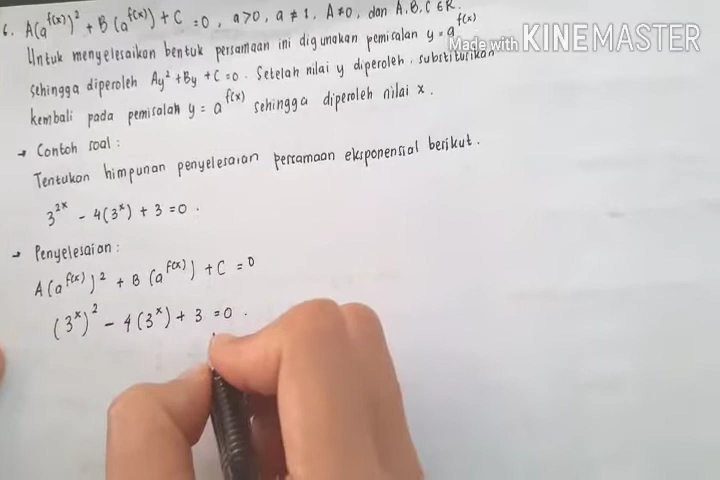 6. A(a^f(x))² + B(a^f(x)) + C = 0, a>0, a ≠ 1, A≠0, dan A, B, C ∈ R.
Untuk menyelesaikan bentuk persamaan ini digunakan pemisalan y = a^f(x)
Made with KINEMASTER
sehingga diperoleh Ay² + By + C = 0. Setelah nilai y diperoleh, substitusikan
kembali pada pemisalan y = a^f(x) sehingga diperoleh nilai x.
→ Contoh soal :
Tentukan himpunan penyelesaian persamaan eksponensial berikut.
3^2x - 4(3^x) + 3 = 0.
→ Penyelesaian :
A(a^f(x))² + B(a^f(x)) + C = 0
(3^x)² - 4(3^x) + 3 = 0.